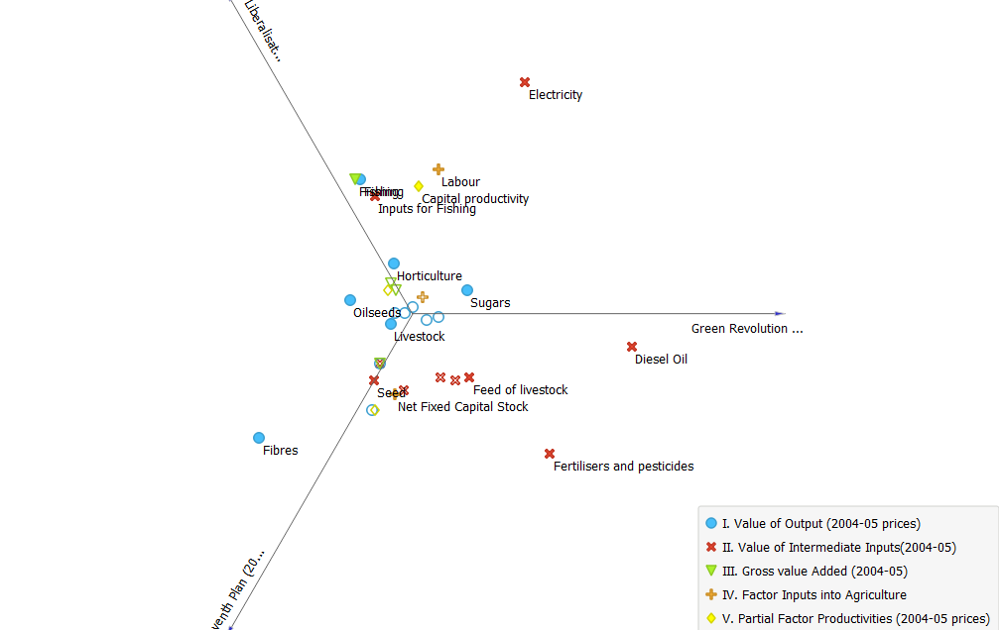 Liberalisat...
Electricity
Labour
Fishing
Capital productivity
Inputs for Fishing
Horticulture
Sugars
Oilseeds
Green Revolution ...
Livestock
Diesel Oil
Seed
Feed of livestock
Net Fixed Capital Stock
Fibres
Fertilisers and pesticides
venth Plan (20...
I. Value of Output (2004-05 prices)
II. Value of Intermediate Inputs(2004-05)
III. Gross value Added (2004-05)
IV. Factor Inputs into Agriculture
V. Partial Factor Productivities (2004-05 prices)